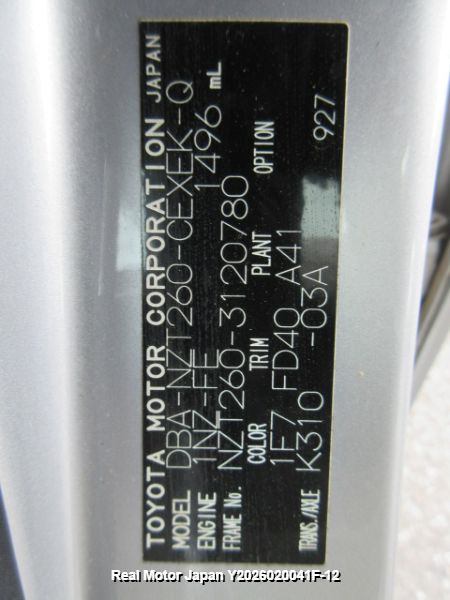 TOYOTA MOTOR CORPORATION JAPAN
MODEL DBA-NZT260-CEXEK-Q
ENGINE 1NZ-FE 1496 mL
FRAME No. NZT260-3120780
COLOR TRIM PLANT OPTION
1F7 FD40 A41
TRANS./AXLE K310 -03A 927
Real Motor Japan Y2026020041F-12